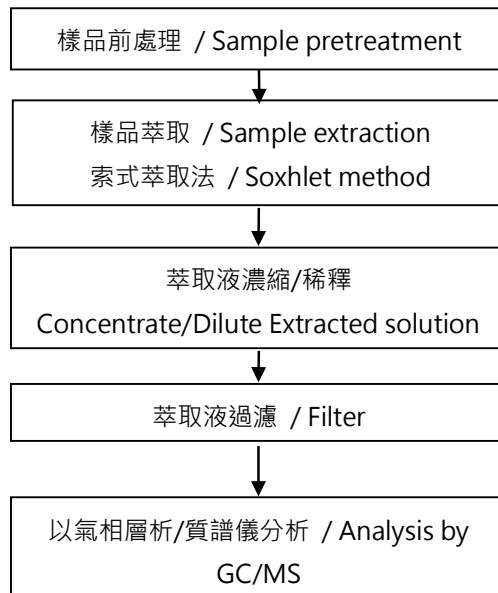 樣品前處理 / Sample pretreatment
樣品萃取 / Sample extraction
索式萃取法 / Soxhlet method
萃取液濃縮/稀釋
Concentrate/Dilute Extracted solution
萃取液過濾 / Filter
以氣相層析/質譜儀分析 / Analysis by
GC/MS